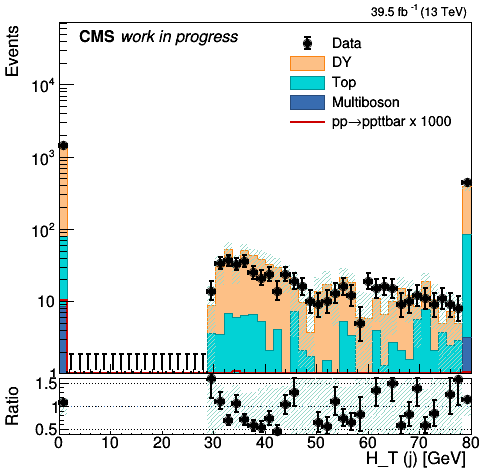 39.5 fb⁻¹ (13 TeV)
CMS work in progress
Data
DY
Top
Multiboson
pp→ppttbar x 1000
Events
10⁴
10³
10²
10
1
Ratio
1.5
1
0.5
0 10 20 30 40 50 60 70 80
H_T (j) [GeV]